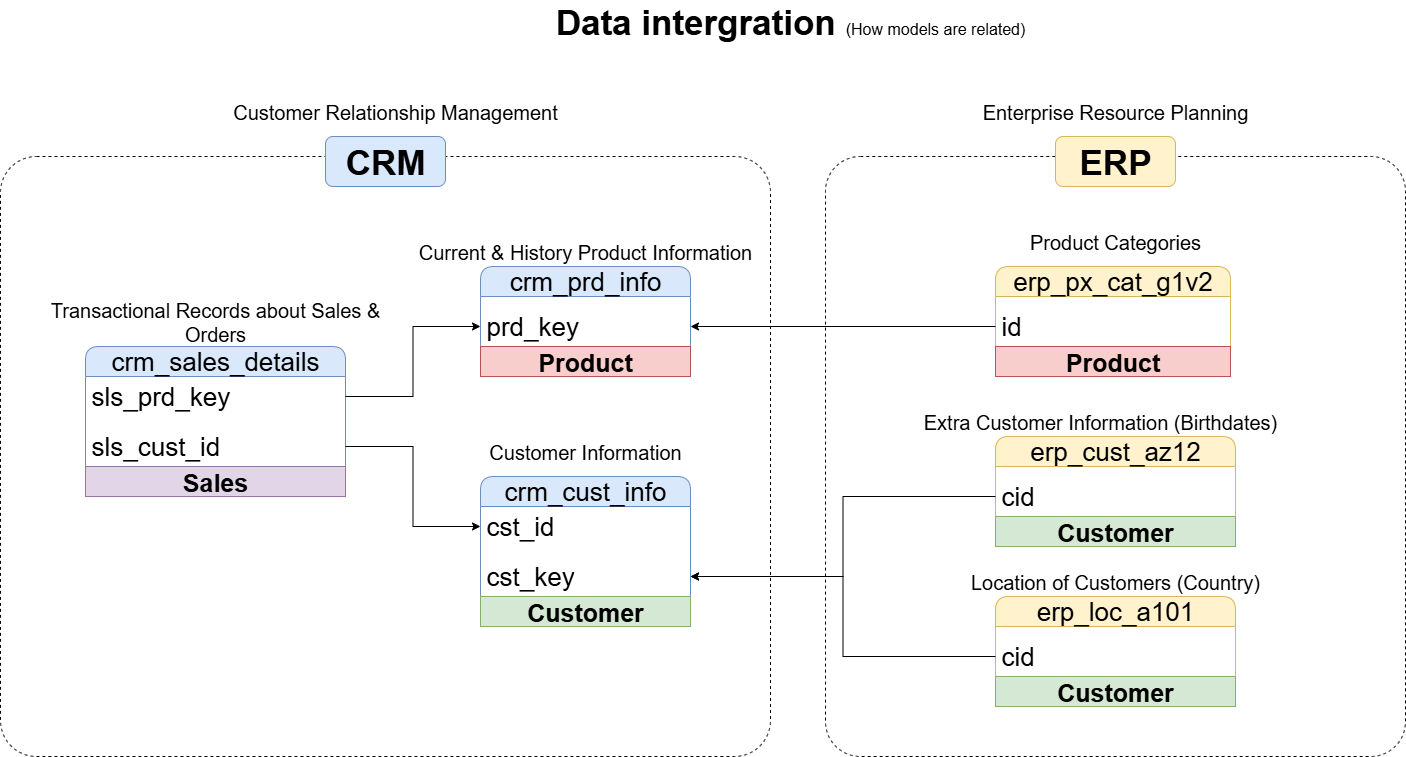 Data intergration (How models are related)
Customer Relationship Management
CRM
Current & History Product Information
crm_prd_info
prd_key
Product
Transactional Records about Sales &
Orders
crm_sales_details
sls_prd_key
sls_cust_id
Sales
Customer Information
crm_cust_info
cst_id
cst_key
Customer
Enterprise Resource Planning
ERP
Product Categories
erp_px_cat_g1v2
id
Product
Extra Customer Information (Birthdates)
erp_cust_az12
cid
Customer
Location of Customers (Country)
erp_loc_a101
cid
Customer